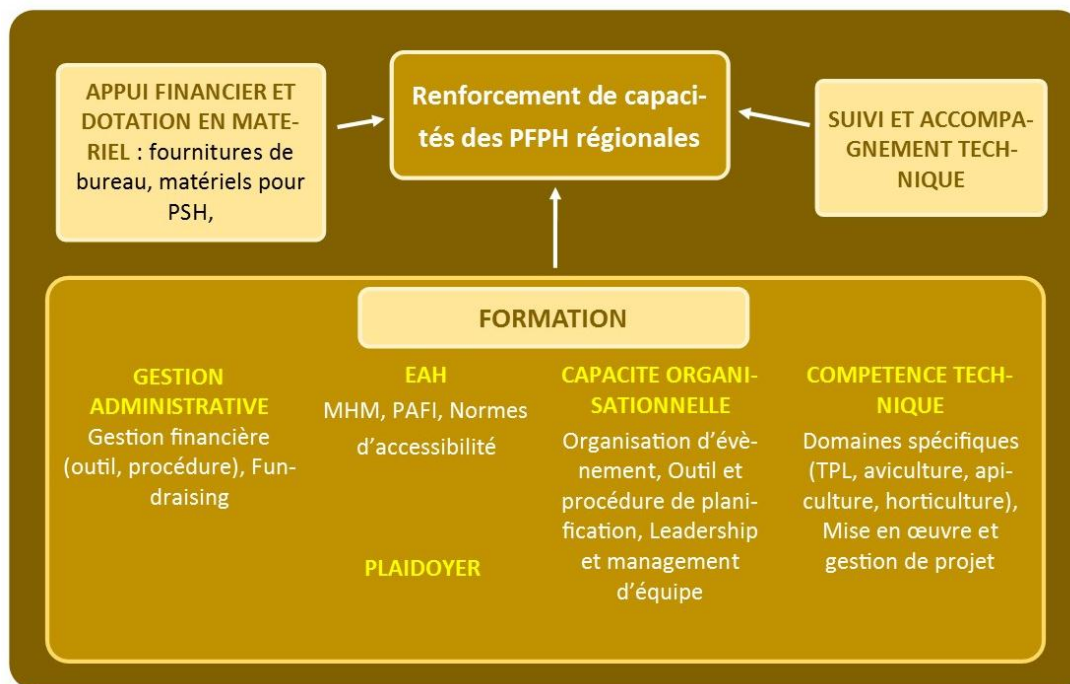 APPUI FINANCIER ET
DOTATION EN MATE-
RIEL : fournitures de
bureau, matériels pour
PSH,
Renforcement de capaci-
tés des PFPH régionales
SUIVI ET ACCOMPA-
GNEMENT TECH-
NIQUE
FORMATION
GESTION
ADMINISTRATIVE
Gestion financière
(outil, procédure), Fun-
draising
EAH
MHM, PAFI, Normes
d’accessibilité
PLAIDOYER
CAPACITE ORGANI-
SATIONNELLE
Organisation d’évè-
nement, Outil et
procédure de plani-
fication, Leadership
et management
d’équipe
COMPETENCE TECH-
NIQUE
Domaines spécifiques
(TPL, aviculture, api-
culture, horticulture),
Mise en œuvre et
gestion de projet